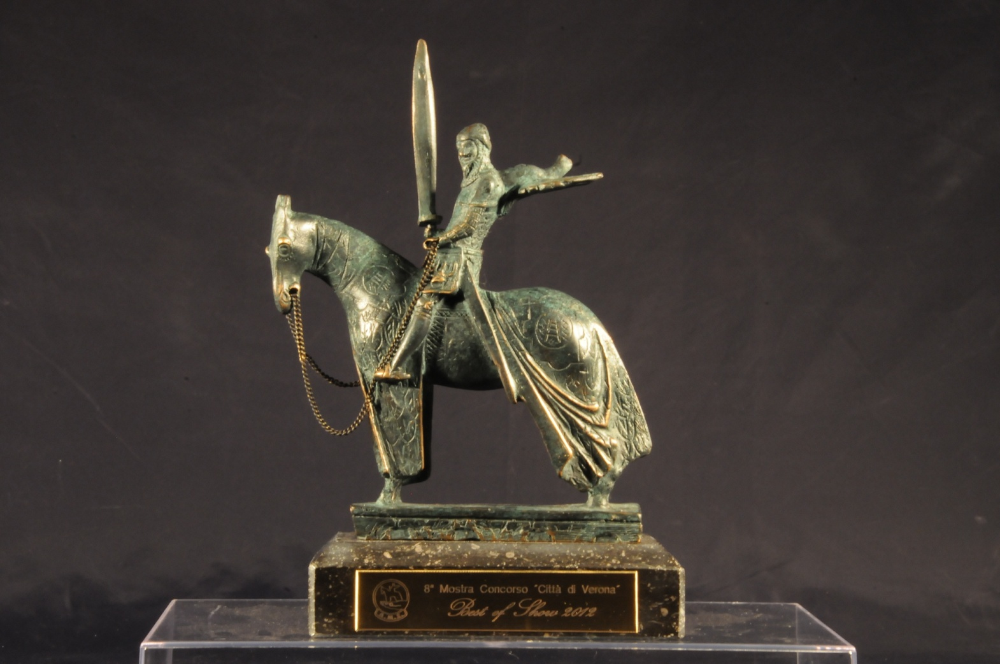 8ª Mostra Concorso "Città di Verona"
Best of Show 2012